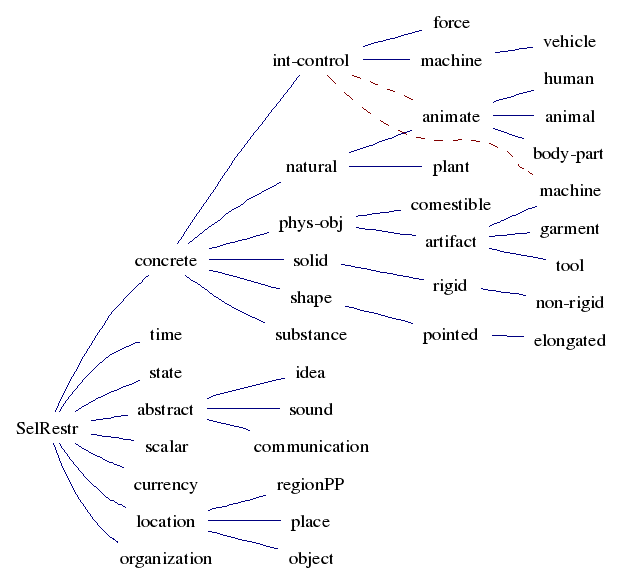 force
vehicle
int-control
machine
human
animate
animal
body-part
natural
plant
machine
comestible
phys-obj
garment
artifact
concrete
solid
tool
rigid
shape
non-rigid
time
substance
pointed
elongated
state
idea
abstract
sound
SelRestr
scalar
communication
currency
regionPP
location
place
organization
object